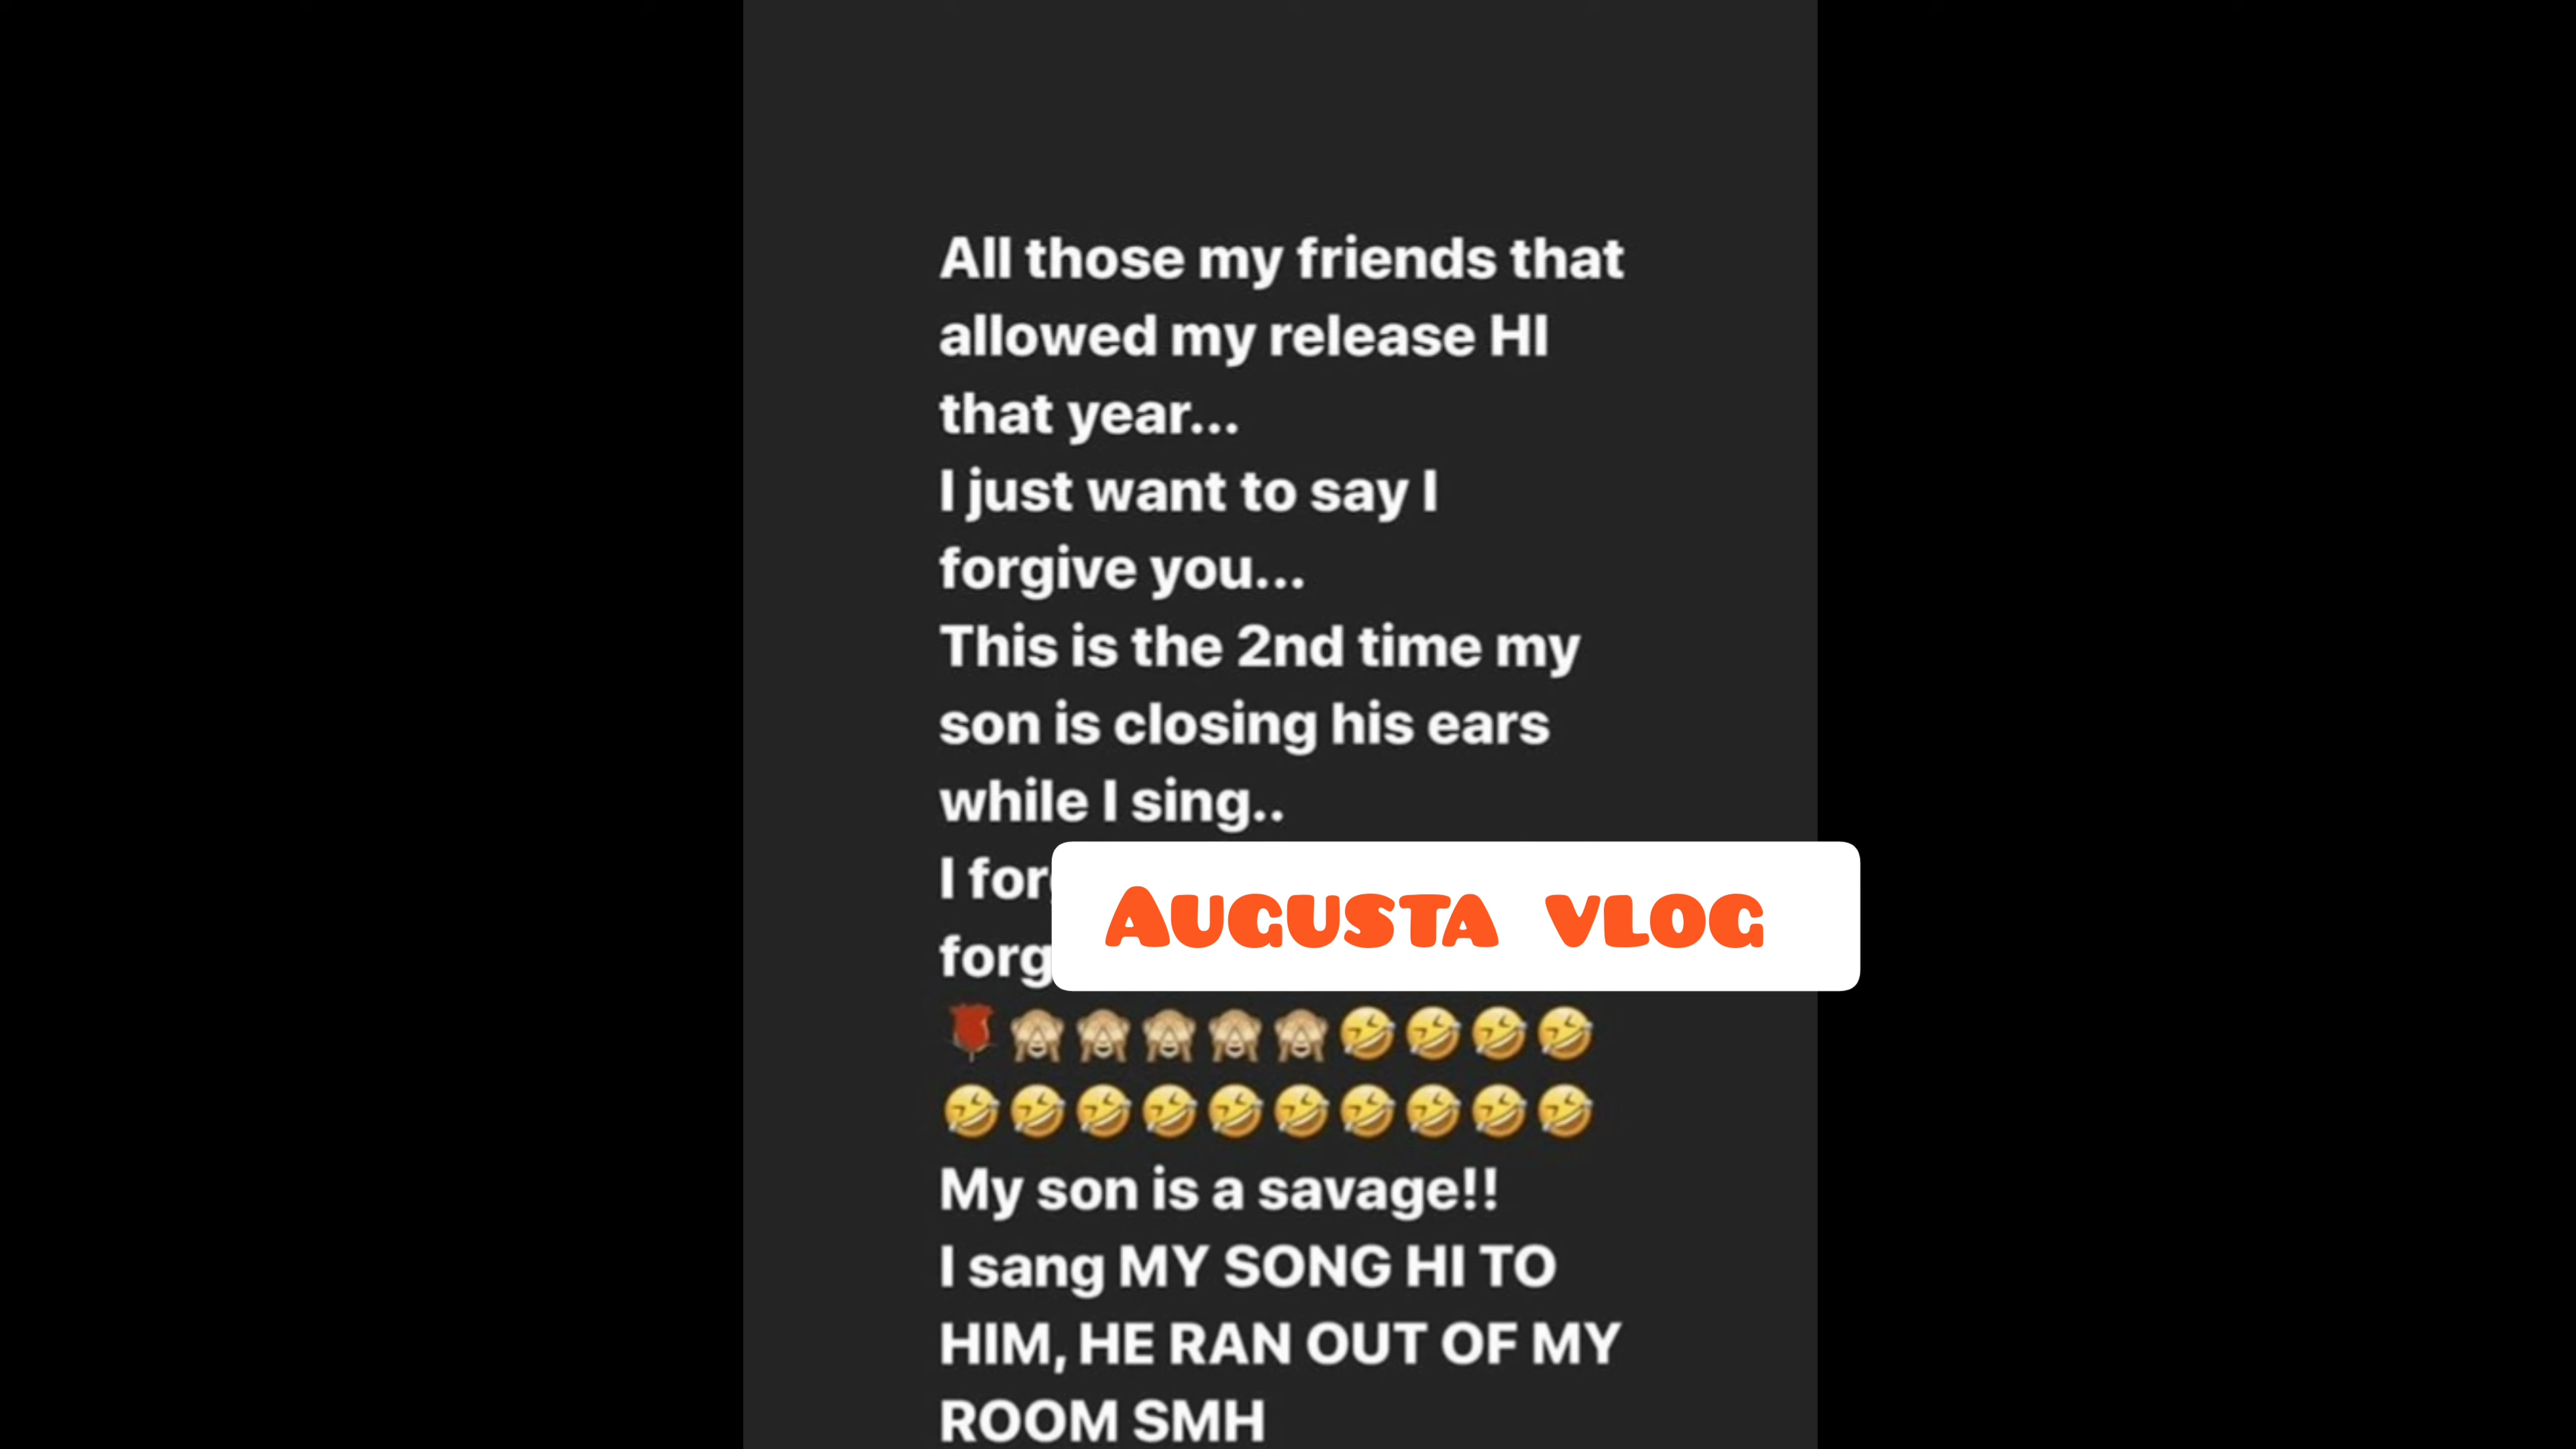 All those my friends that
allowed my release HI
that year...
I just want to say I
forgive you...
This is the 2nd time my
son is closing his ears
while I sing..
I
AUGUSTA VLOG
🌹🙈🙈🙈🙈🙈🤣🤣🤣🤣
🤣🤣🤣🤣🤣🤣🤣🤣🤣🤣
My son is a savage!!
I sang MY SONG HI TO
HIM, HE RAN OUT OF MY
ROOM SMH